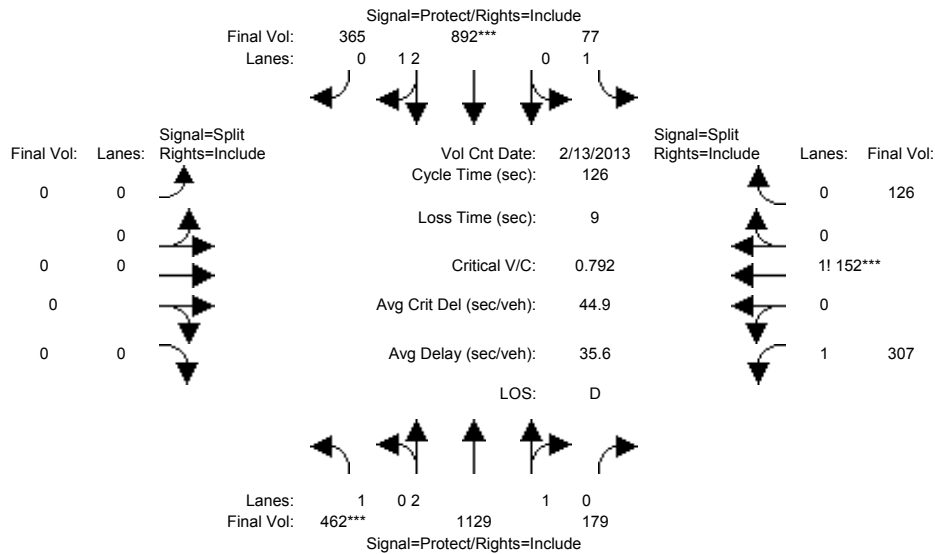 Signal=Protect/Rights=Include
Final Vol: 365 892*** 77
Lanes: 0 1 2 0 1
Signal=Split Signal=Split
Final Vol: Lanes: Rights=Include Vol Cnt Date: 2/13/2013 Rights=Include Lanes: Final Vol:
Cycle Time (sec): 126
0 0 0 126
Loss Time (sec): 9
0 0
0 0 Critical V/C: 0.792 1! 152***
0 Avg Crit Del (sec/veh): 44.9 0
0 0 Avg Delay (sec/veh): 35.6 1 307
LOS: D
Lanes: 1 0 2 1 0
Final Vol: 462*** 1129 179
Signal=Protect/Rights=Include